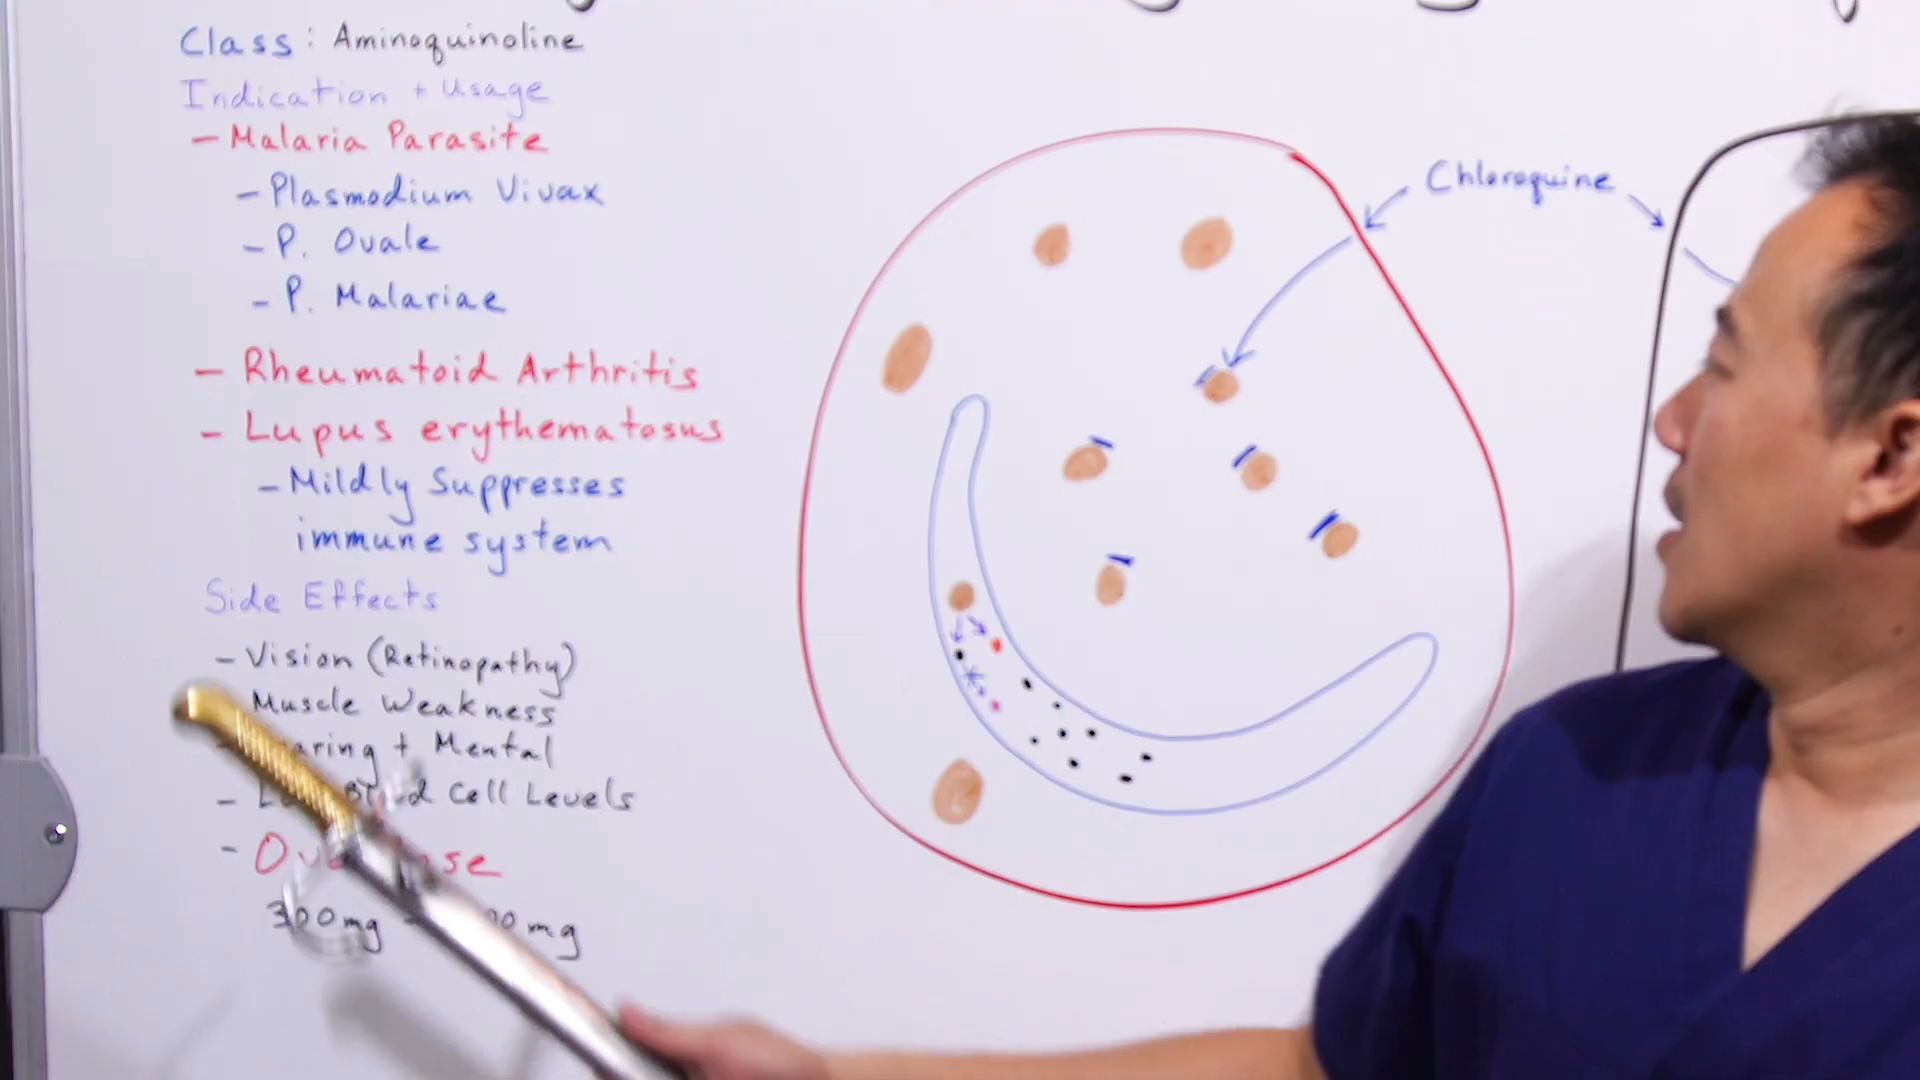 Class: Aminoquinoline
Indication + Usage
- Malaria Parasite
- Plasmodium Vivax
- P. Ovale
- P. Malariae
- Rheumatoid Arthritis
- Lupus erythematosus
- Mildly Suppresses
immune system
Side Effects
- Vision (Retinopathy)
Muscle Weakness
+ Mental
- Cell Levels
-
300mg - mg
Chloroquine